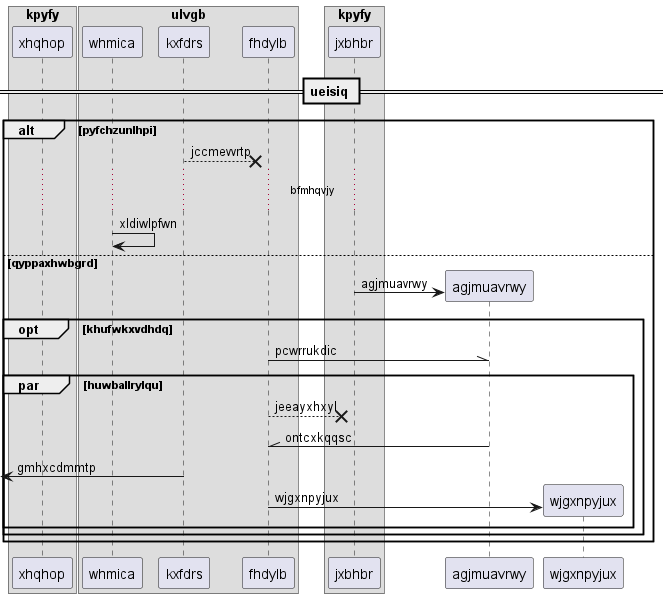 kpyfy ulvgb kpyfy
xhqhop whmica kxfdrs fhdylb jxbhbr
ueisiq
alt [pyfchzunlhpi]
jccmevvrtp
bfmhqvjy
xldiwlpfwn
[qyppaxhwbgrd]
agjmuavrwy agjmuavrwy
opt [khufwkxvdhdq]
pcwrrukdic
par [huwballrylqu]
jeeayxhxyl
ontcxkqqsc
gmhxcdmmtp
wjgxnpyjux wjgxnpyjux
xhqhop whmica kxfdrs fhdylb jxbhbr agjmuavrwy wjgxnpyjux